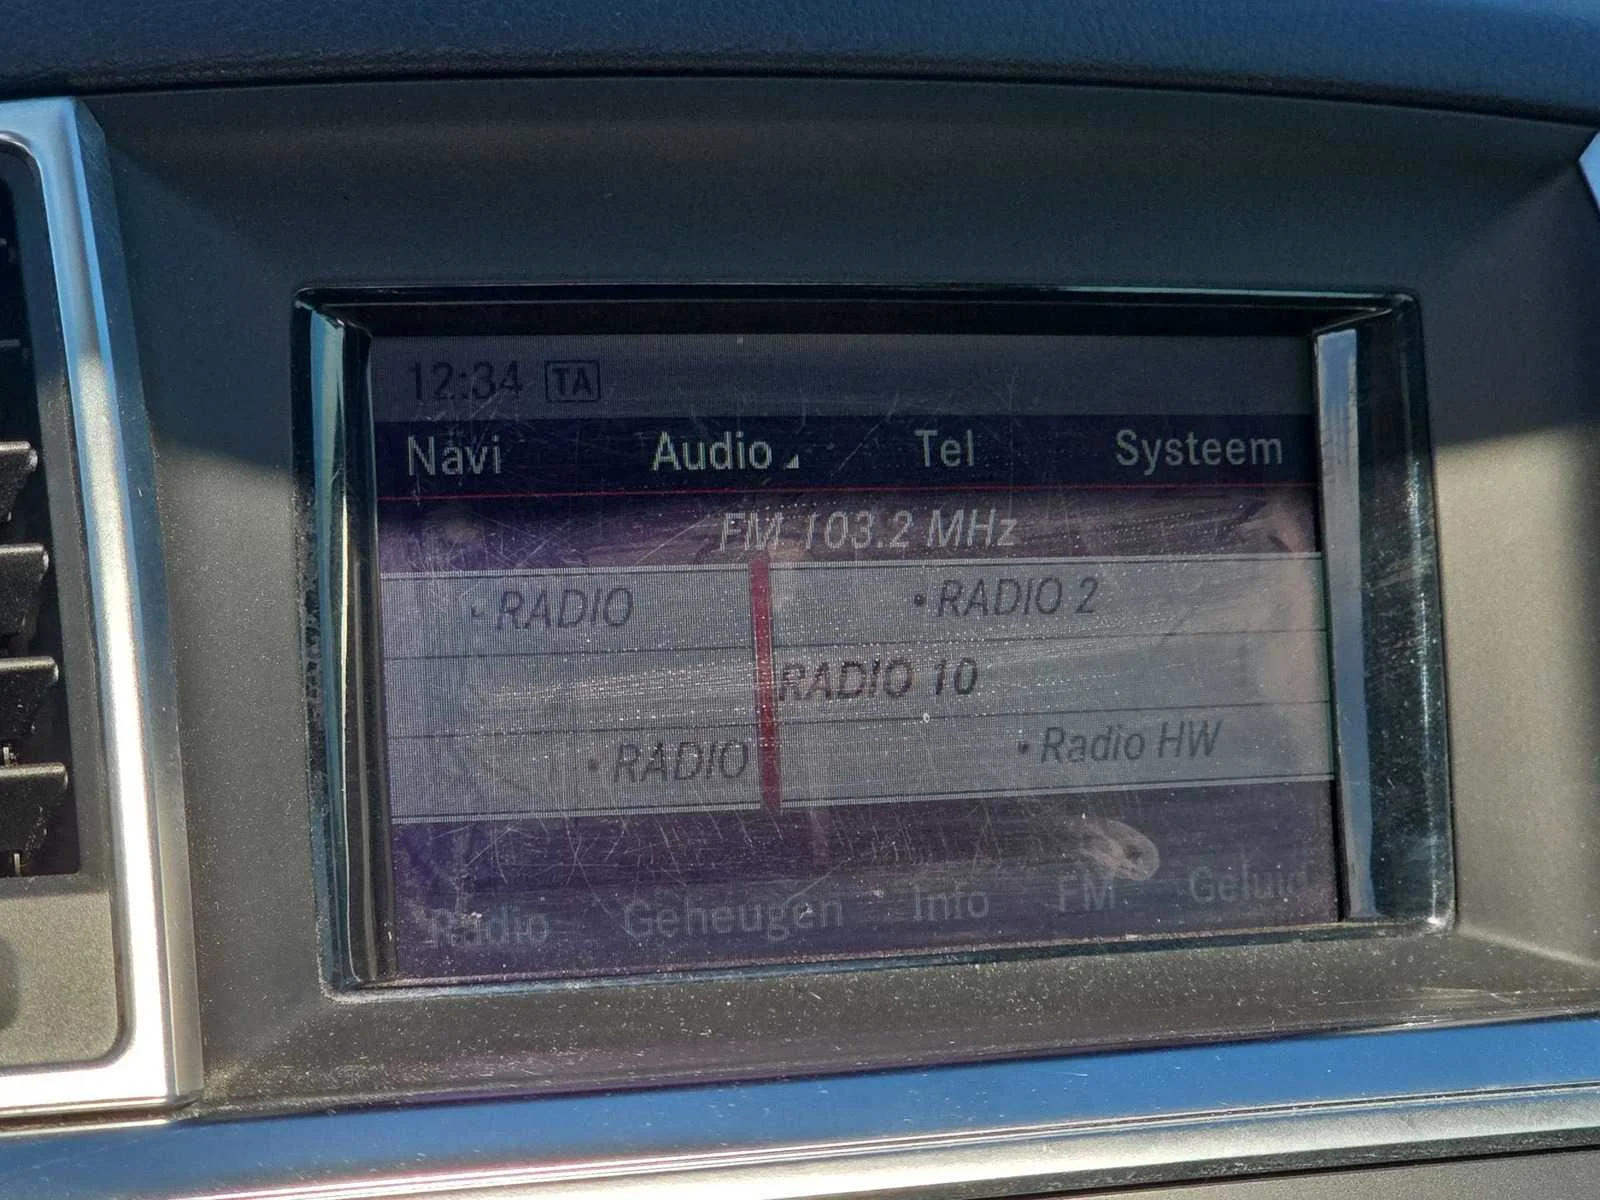 12:34 TA
Navi Audio Tel Systeem
FM 103.2 MHz
• RADIO • RADIO 2
RADIO 10
• RADIO • Radio HW
Radio Geheugen Info FM Geluid